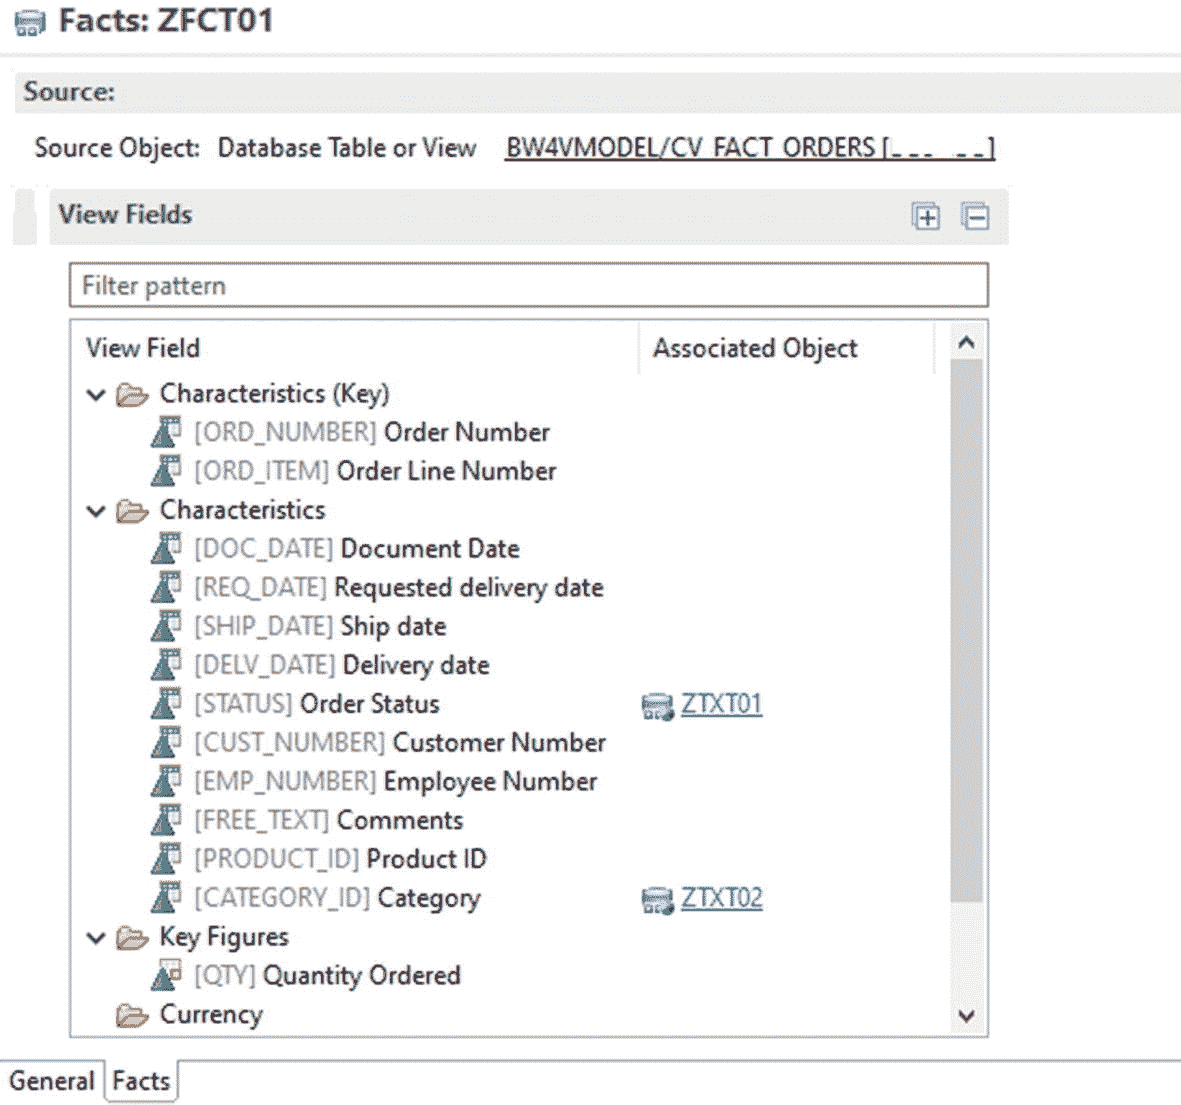 Facts: ZFCT01
Source:
Source Object: Database Table or View BW4VMODEL/CV_FACT_ORDERS
View Fields
Filter pattern
View Field Associated Object
Characteristics (Key)
[ORD_NUMBER] Order Number
[ORD_ITEM] Order Line Number
Characteristics
[DOC_DATE] Document Date
[REQ_DATE] Requested delivery date
[SHIP_DATE] Ship date
[DELV_DATE] Delivery date
[STATUS] Order Status ZTXT01
[CUST_NUMBER] Customer Number
[EMP_NUMBER] Employee Number
[FREE_TEXT] Comments
[PRODUCT_ID] Product ID
[CATEGORY_ID] Category ZTXT02
Key Figures
[QTY] Quantity Ordered
Currency
General Facts